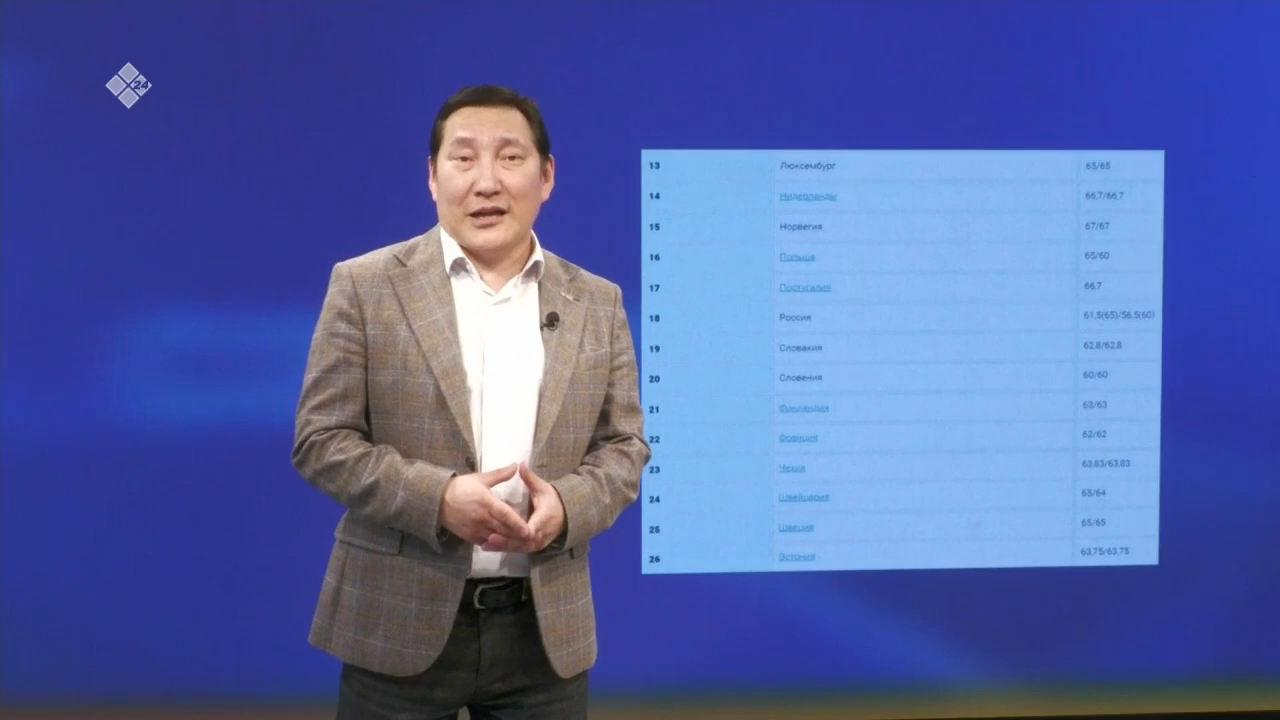 24
13 Люксембург 65/65
14 Нидерланды 66,7/66,7
15 Норвегия 67/67
16 Польша 65/60
17 Португалия 66,7
18 Россия 61,5(65)/56,5(60)
19 Словакия 62,8/62,8
20 Словения 60/60
21 Финляндия 63/63
22 Франция 62/62
23 Чехия 63,83/63,83
24 Швейцария 65/64
25 Швеция 65/65
26 Эстония 63,75/63,75